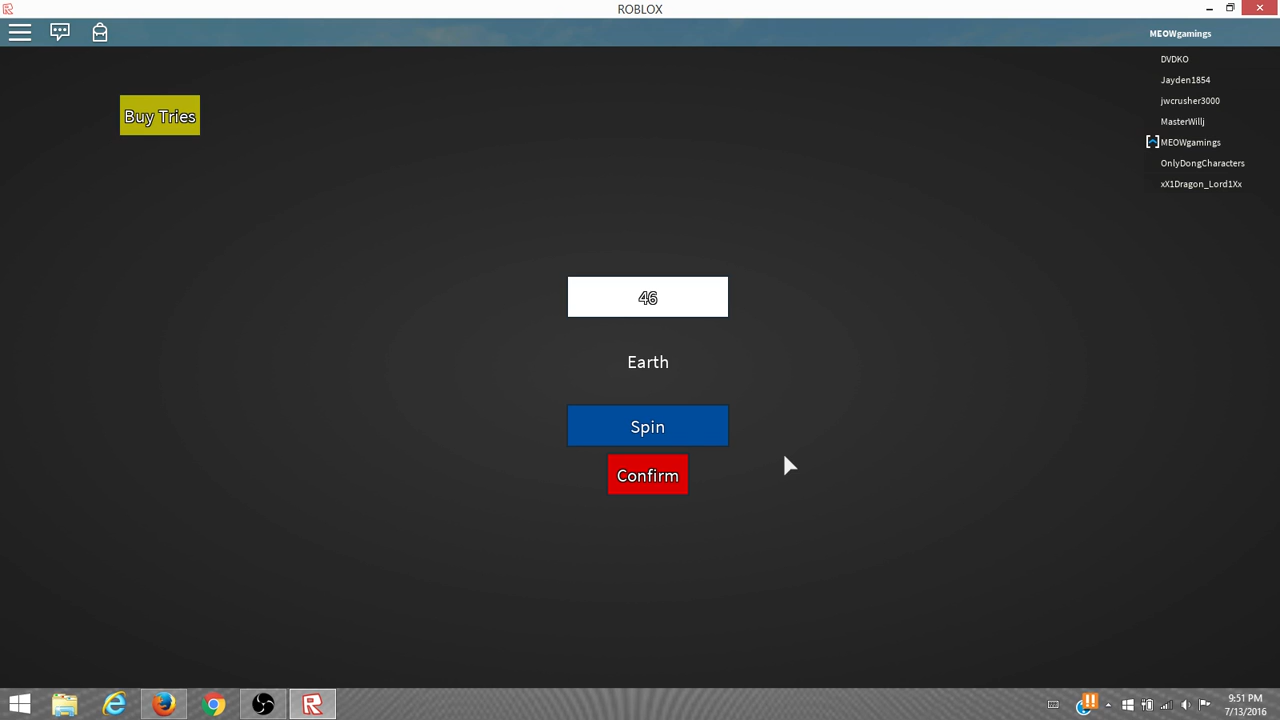 ROBLOX
MEOWgamings
DVDKO
Jayden1854
jwcrusher3000
MasterWillj
MEOWgamings
OnlyDongCharacters
xX1Dragon_Lord1Xx
Buy Tries
46
Earth
Spin
Confirm
9:51 PM
7/13/2016